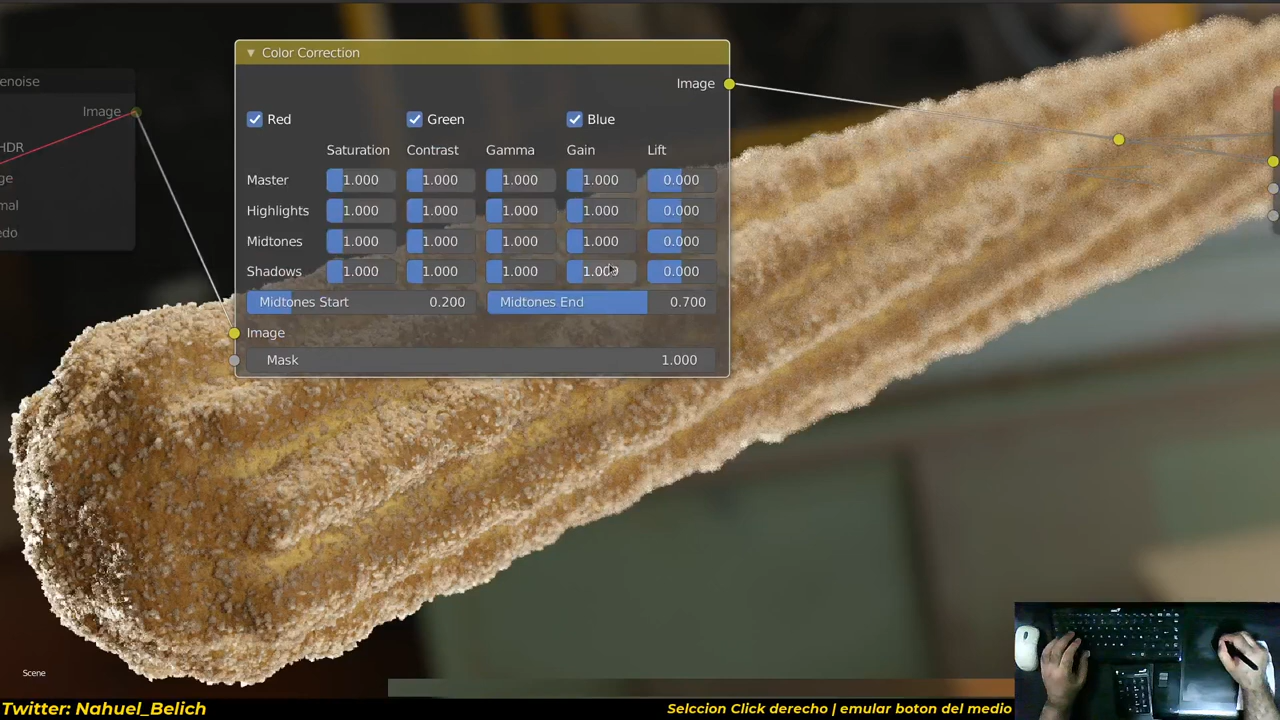 enoise
Image
HDR
ge
mal
edo
Color Correction
Image
Red Green Blue
Saturation Contrast Gamma Gain Lift
Master 1.000 1.000 1.000 1.000 0.000
Highlights 1.000 1.000 1.000 1.000 0.000
Midtones 1.000 1.000 1.000 1.000 0.000
Shadows 1.000 1.000 1.000 1.000 0.000
Midtones Start 0.200 Midtones End 0.700
Image
Mask 1.000
Scene
Twitter: Nahuel_Belich
Selccion Click derecho | emular boton del medio